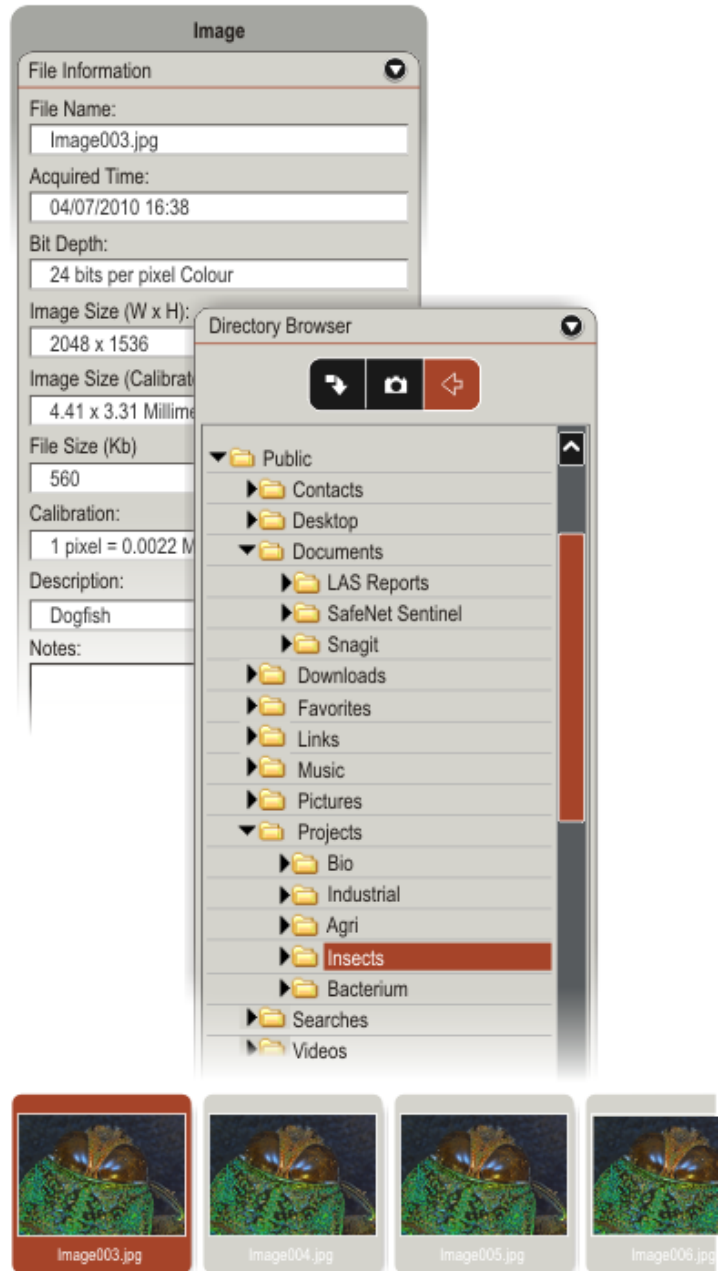 Image
File Information
File Name:
Image003.jpg
Acquired Time:
04/07/2010 16:38
Bit Depth:
24 bits per pixel Colour
Image Size (W x H):
2048 x 1536
Image Size
4.41 x 3.31
File Size (Kb)
560
Calibration:
1 pixel = 0.0022
Description:
Dogfish
Notes:
Directory Browser
Public
Contacts
Desktop
Documents
LAS Reports
SafeNet Sentinel
Snagit
Downloads
Favorites
Links
Music
Pictures
Projects
Bio
Industrial
Agri
Insects
Bacterium
Searches
Videos
Image003.jpg
Image004.jpg
Image005.jpg
Image006.jpg